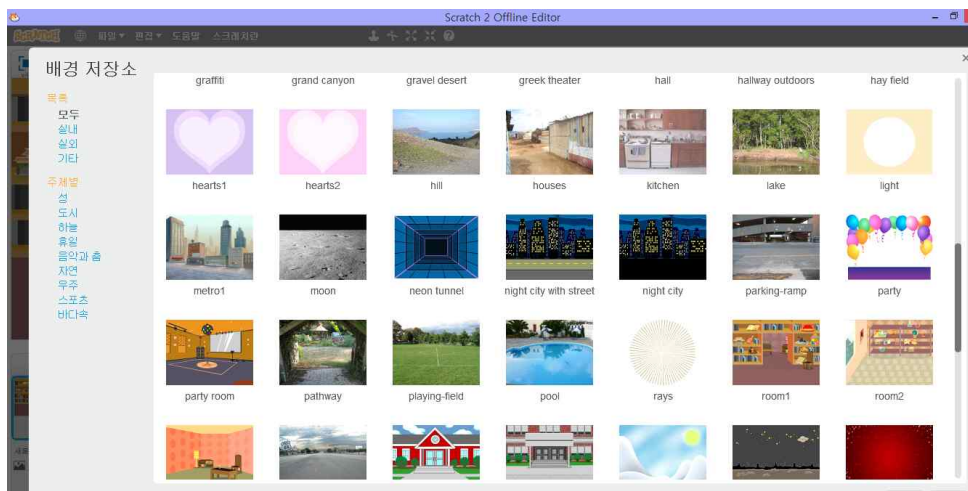 Scratch 2 Offline Editor
SCRATCH 파일▼ 편집▼ 도움말 스크래치란
배경 저장소
목록
모두
실내
실외
기타
주제별
성
도시
하늘
휴일
음악과 춤
자연
우주
스포츠
바다속
graffiti grand canyon gravel desert greek theater hall hallway outdoors hay field
hearts1 hearts2 hill houses kitchen lake light
metro1 moon neon tunnel night city with street night city parking-ramp party
party room pathway playing-field pool rays room1 room2